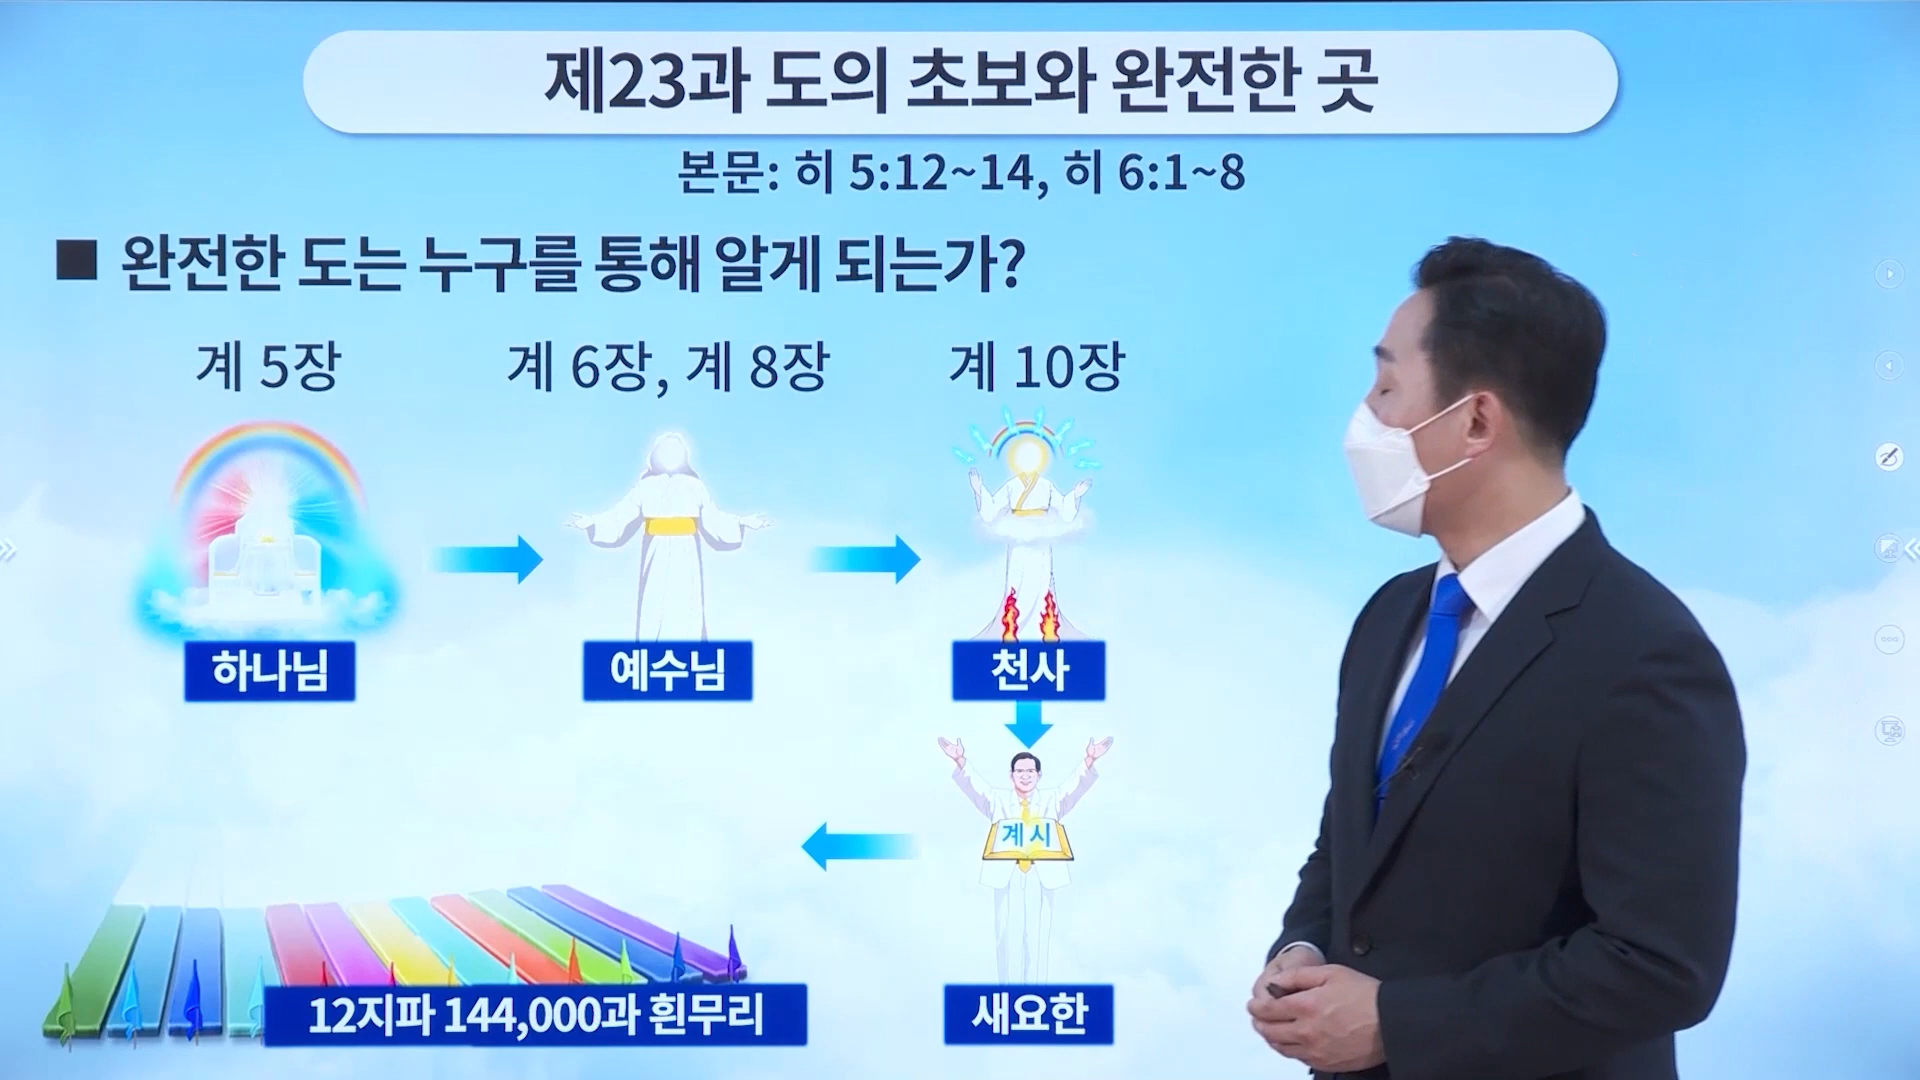 제23과 도의 초보와 완전한 곳
본문: 히 5:12~14, 히 6:1~8
■ 완전한 도는 누구를 통해 알게 되는가?
계 5장
계 6장, 계 8장
계 10장
하나님
예수님
천사
계시
12지파 144,000과 흰무리
새요한